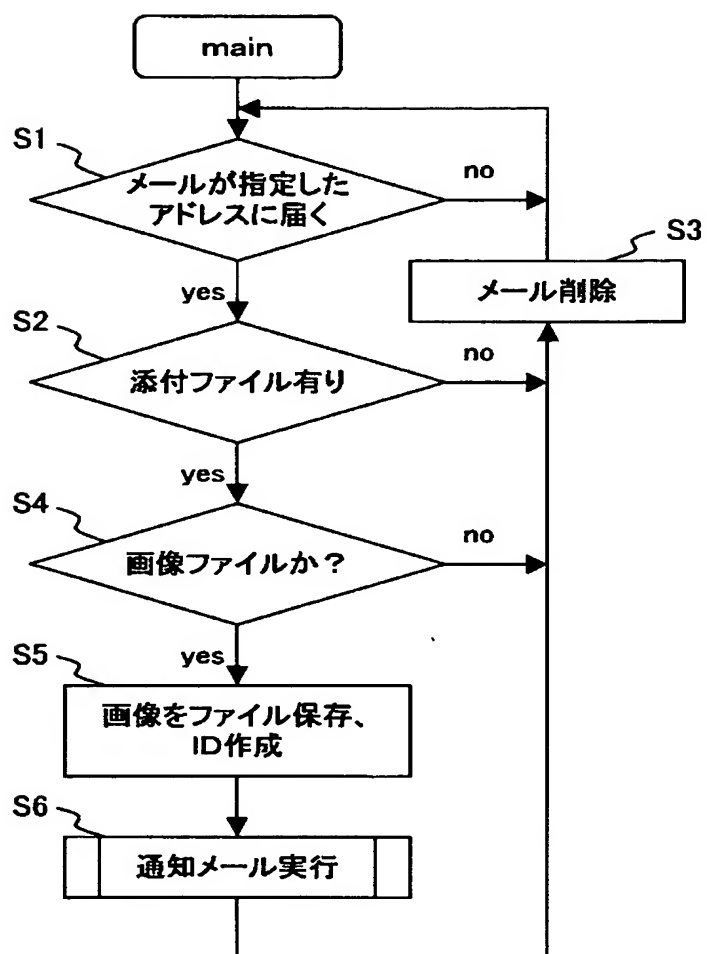 main
S1
メールが指定した
アドレスに届く
no
S3
メール削除
yes
S2
添付ファイル有り
no
yes
S4
画像ファイルか？
no
yes
S5
画像をファイル保存、
ID作成
S6
通知メール実行